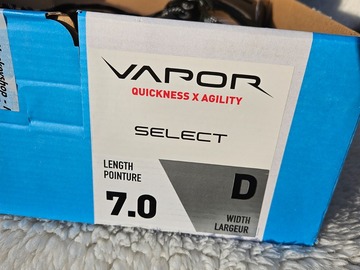 VAPOR
QUICKNESS X AGILITY
SELECT
LENGTH
POINTURE
7.0
D
WIDTH
LARGEUR